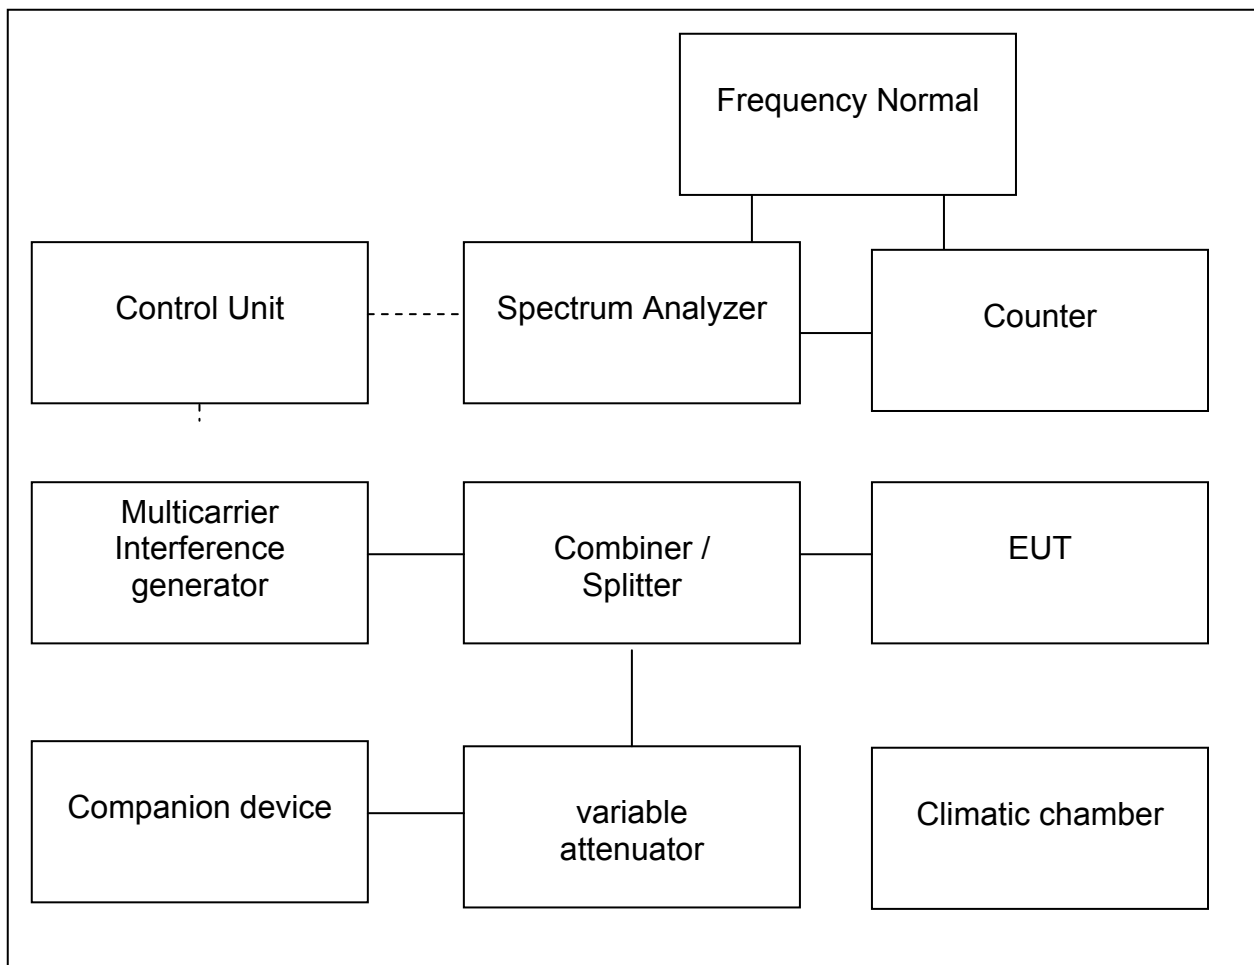 Frequency Normal
Control Unit
Spectrum Analyzer
Counter
Multicarrier
Interference
generator
Combiner /
Splitter
EUT
Companion device
variable
attenuator
Climatic chamber